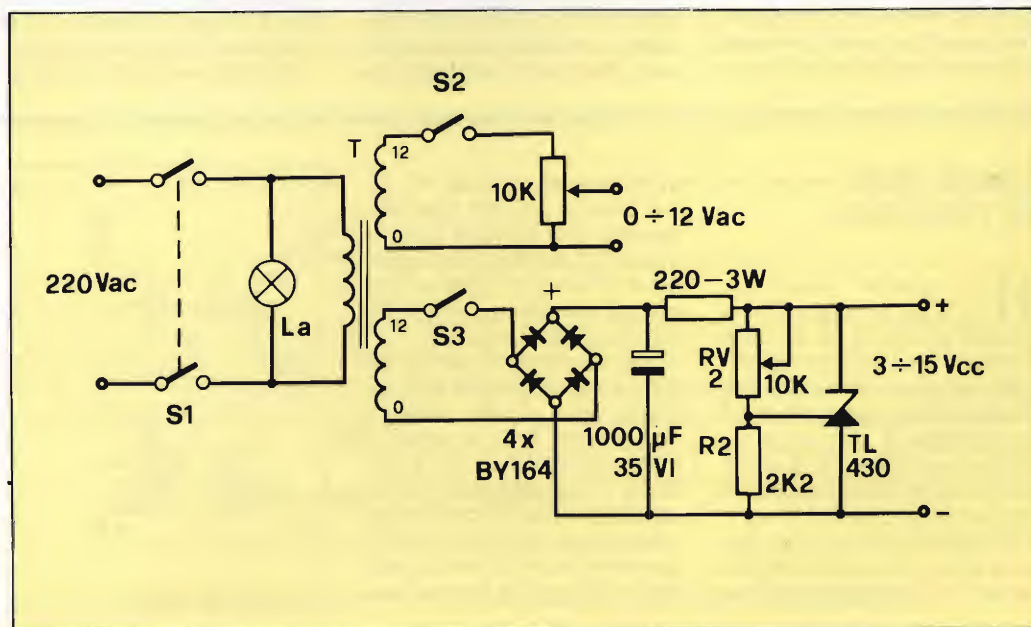 S2
T
12
10K
0
0÷12 Vac
220Vac
La
S1
12
S3
0
+
220-3W
RV
2
10K
+
3÷15 Vcc
4x
BY164
1000 µF
35 Vl
R2
2K2
TL
430
-